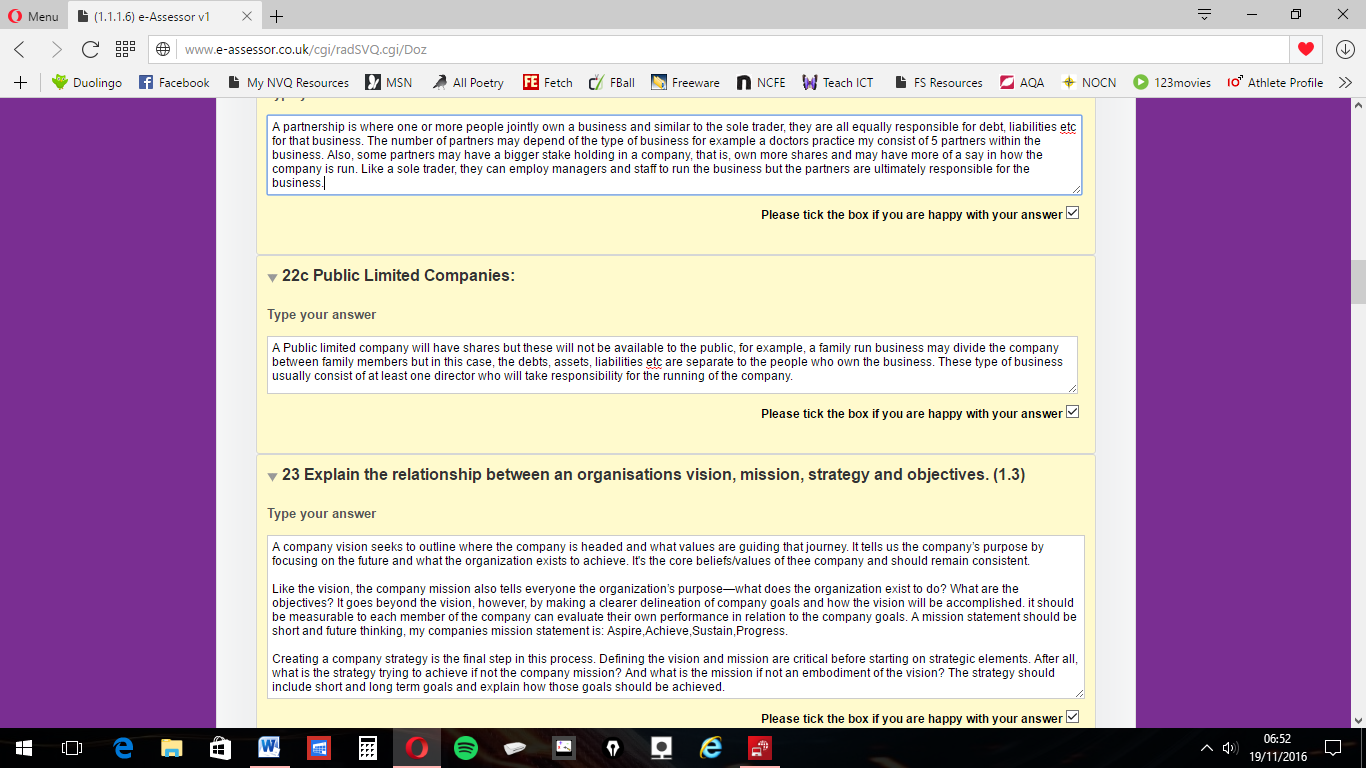 Menu
(1.1.1.6) e-Assessor v1
www.e-assessor.co.uk/cgi/radSVQ.cgi/Doz
Duolingo Facebook My NVQ Resources MSN All Poetry Fetch FBall Freeware NCFE Teach ICT FS Resources AQA NOCN 123movies Athlete Profile
A partnership is where one or more people jointly own a business and similar to the sole trader, they are all equally responsible for debt, liabilities etc
for that business. The number of partners may depend of the type of business for example a doctors practice my consist of 5 partners within the
business. Also, some partners may have a bigger stake holding in a company, that is, own more shares and may have more of a say in how the
company is run. Like a sole trader, they can employ managers and staff to run the business but the partners are ultimately responsible for the
business.
Please tick the box if you are happy with your answer
22c Public Limited Companies:
Type your answer
A Public limited company will have shares but these will not be available to the public, for example, a family run business may divide the company
between family members but in this case, the debts, assets, liabilities etc are separate to the people who own the business. These type of business
usually consist of at least one director who will take responsibility for the running of the company.
Please tick the box if you are happy with your answer
23 Explain the relationship between an organisations vision, mission, strategy and objectives. (1.3)
Type your answer
A company vision seeks to outline where the company is headed and what values are guiding that journey. It tells us the company's purpose by
focusing on the future and what the organization exists to achieve. It's the core beliefs/values of thee company and should remain consistent.
Like the vision, the company mission also tells everyone the organization's purpose—what does the organization exist to do? What are the
objectives? It goes beyond the vision, however, by making a clearer delineation of company goals and how the vision will be accomplished. it should
be measurable to each member of the company can evaluate their own performance in relation to the company goals. A mission statement should be
short and future thinking, my companies mission statement is: Aspire,Achieve,Sustain,Progress.
Creating a company strategy is the final step in this process. Defining the vision and mission are critical before starting on strategic elements. After all,
what is the strategy trying to achieve if not the company mission? And what is the mission if not an embodiment of the vision? The strategy should
include short and long term goals and explain how those goals should be achieved.
Please tick the box if you are happy with your answer
06:52
19/11/2016